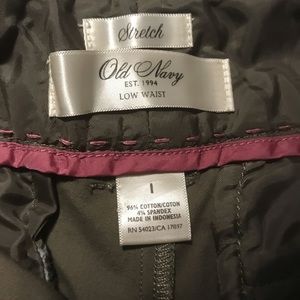 Stretch
Old Navy
EST. 1994
LOW WAIST
1
96% COTTON/COTON
4% SPANDEX
MADE IN INDONESIA
RN 54023/CA 17897